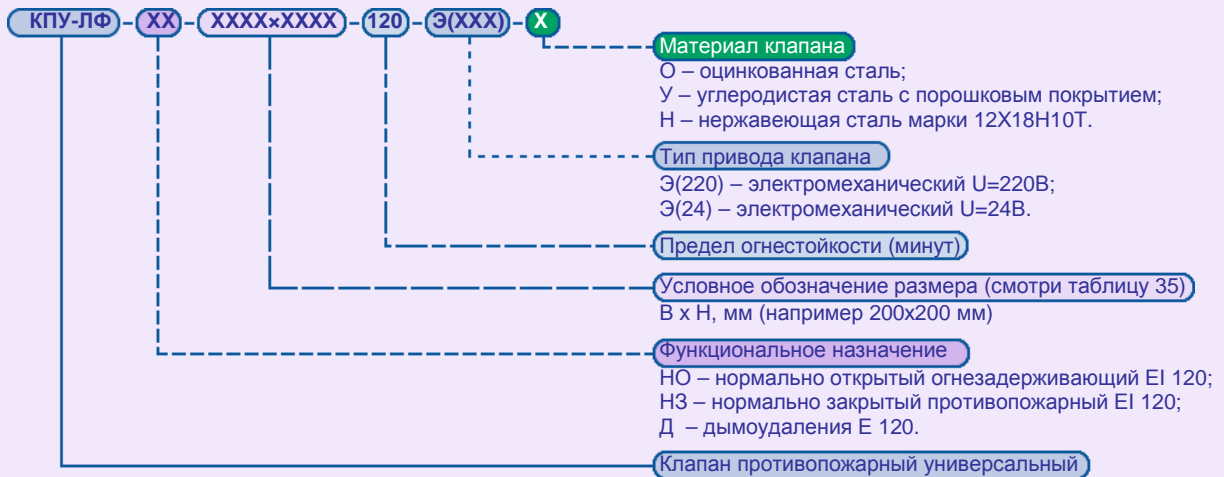 КПУ-ЛФ – ХХ – ХХХХ×ХХХХ – 120 – Э(ХХХ) – Х
Материал клапана
О – оцинкованная сталь;
У – углеродистая сталь с порошковым покрытием;
Н – нержавеющая сталь марки 12Х18Н10Т.
Тип привода клапана
Э(220) – электромеханический U=220В;
Э(24) – электромеханический U=24В.
Предел огнестойкости (минут)
Условное обозначение размера (смотри таблицу 35)
В х Н, мм (например 200х200 мм)
Функциональное назначение
НО – нормально открытый огнезадерживающий EI 120;
НЗ – нормально закрытый противопожарный EI 120;
Д – дымоудаления Е 120.
Клапан противопожарный универсальный